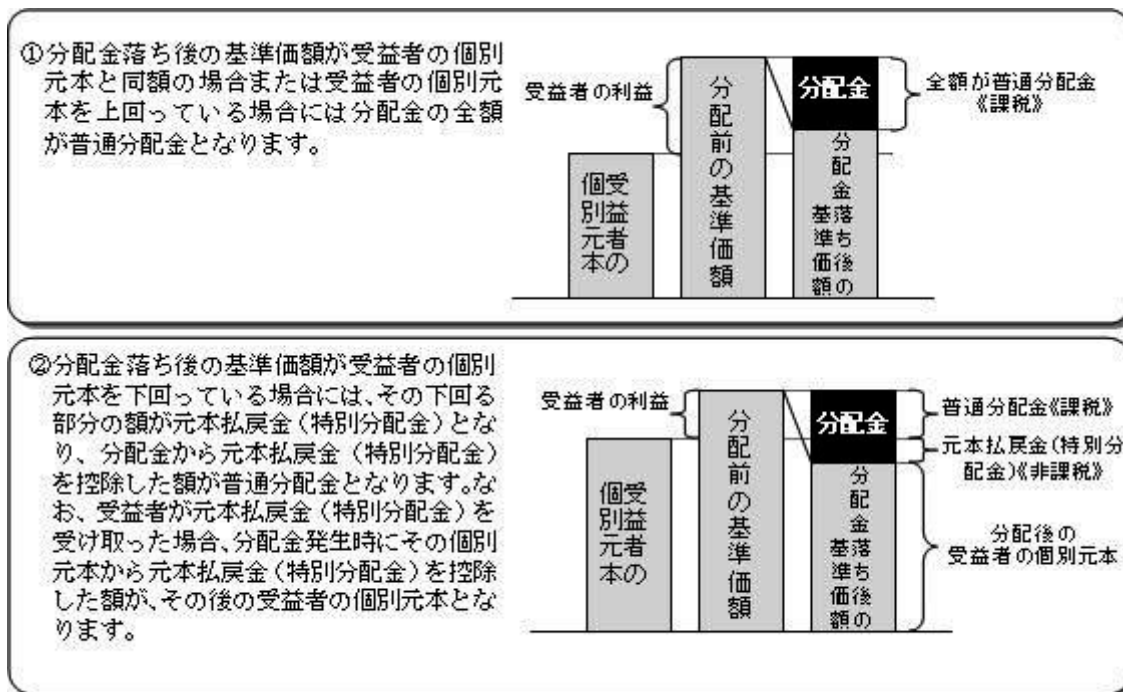 ①分配金落ち後の基準価額が受益者の個別
元本と同額の場合または受益者の個別元
本を上回っている場合には分配金の全額
が普通分配金となります。
受益者の利益
受益者の
個別元本
分配前の基準価額
分配金
分配金落ち後の
基準価額
全額が普通分配金
《課税》
②分配金落ち後の基準価額が受益者の個別
元本を下回っている場合には、その下回る
部分の額が元本払戻金(特別分配金)とな
り、分配金から元本払戻金(特別分配金)
を控除した額が普通分配金となります。な
お、受益者が元本払戻金(特別分配金)を
受け取った場合、分配金発生時にその個別
元本から元本払戻金(特別分配金)を控除
した額が、その後の受益者の個別元本とな
ります。
受益者の利益
受益者の
個別元本
分配前の基準価額
分配金
分配金落ち後の
基準価額
普通分配金《課税》
元本払戻金(特別分
配金)《非課税》
分配後の
受益者の個別元本